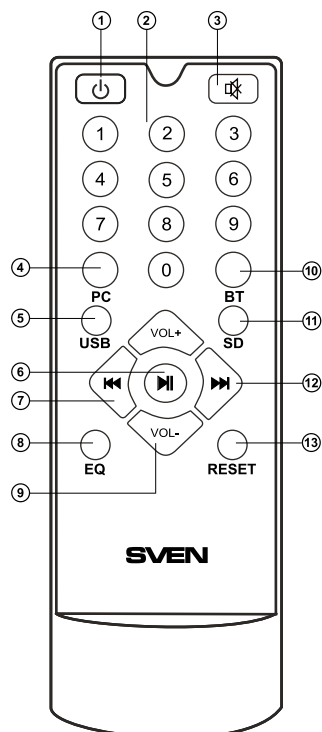 ① ② ③
1 2 3
4 5 6
7 8 9
④ 0 ⑩
PC BT
⑤ ⑪
USB VOL+ SD
⑥
⑦ ⑫
⑧ VOL- ⑬
EQ RESET
⑨
SVEN